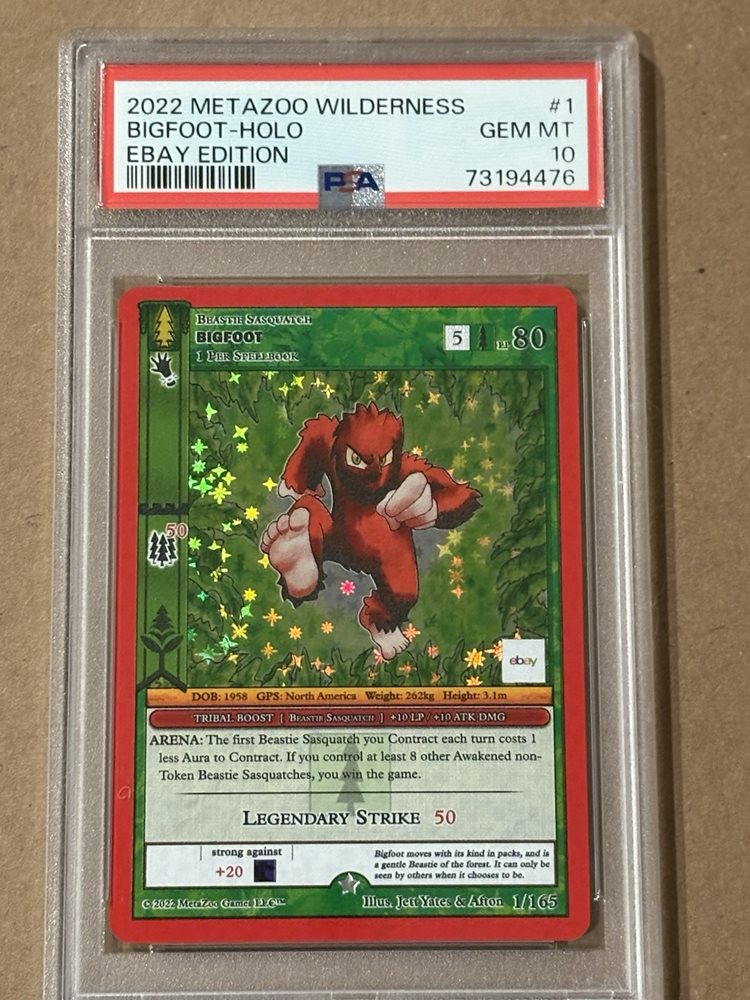 2022 METAZOO WILDERNESS #1
BIGFOOT-HOLO GEM MT
EBAY EDITION 10
PSA 73194476
BEASTIE SASQUATCH
BIGFOOT 5 LP 80
1 PER SPELLBOOK
50
ebay
DOB: 1958 GPS: North America Weight: 262kg Height: 3.1m
TRIBAL BOOST [ BEASTIE SASQUATCH ] +10 LP / +10 ATK DMG
ARENA: The first Beastie Sasquatch you Contract each turn costs 1
less Aura to Contract. If you control at least 8 other Awakened non-
Token Beastie Sasquatches, you win the game.
LEGENDARY STRIKE 50
strong against
+20
Bigfoot moves with its kind in packs, and is
a gentle Beastie of the forest. It can only be
seen by others when it chooses to be.
© 2022 MetaZoo Games LLC™ Illus. Jett Yates & Afton 1/165